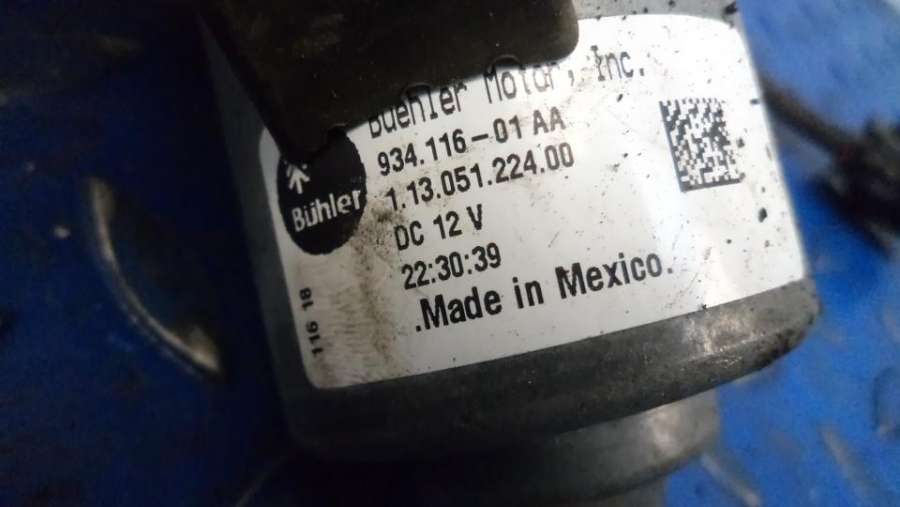 Buehler Motor, Inc.
934.116-01 AA
1.13.051.224.00
DC 12 V
22:30:39
.Made in Mexico.
Bühler
116 18